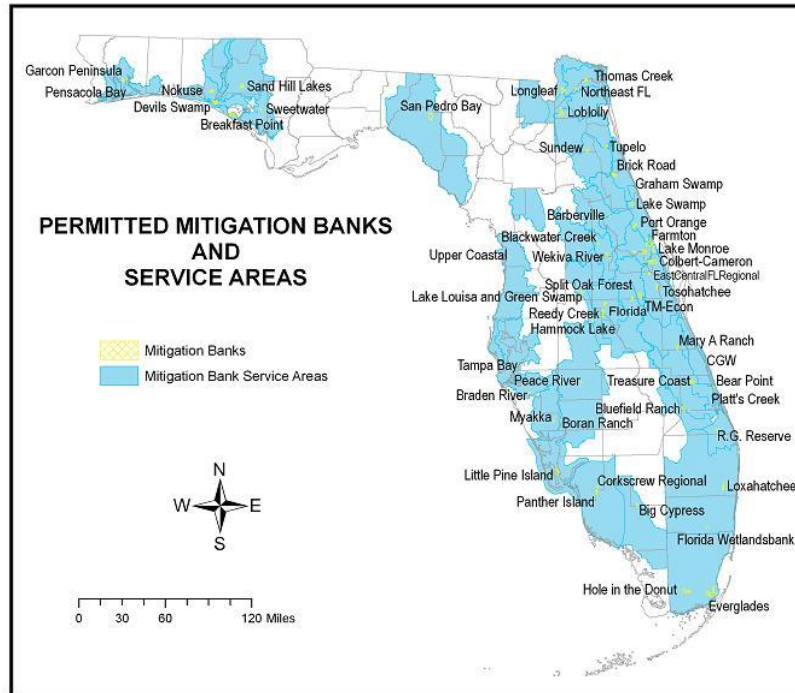 Garcon Peninsula
Pensacola Bay
Nokuse
Devils Swamp
Sand Hill Lakes
Sweetwater
Breakfast Point
San Pedro Bay
Longleaf
Thomas Creek
Northeast FL
Loblolly
Sundew
Tupelo
Brick Road
Graham Swamp
Lake Swamp
Barberville
Port Orange
Blackwater Creek
Farmton
Lake Monroe
Upper Coastal
Wekiva River
Colbert-Cameron
EastCentralFLRegional
Split Oak Forest
Tosohatchee
Lake Louisa and Green Swamp
TM-Econ
Reedy Creek
Florida
Hammock Lake
Mary A Ranch
CGW
Tampa Bay
Peace River
Treasure Coast
Bear Point
Braden River
Platt's Creek
Bluefield Ranch
Myakka
Boran Ranch
R.G. Reserve
Little Pine Island
Corkscrew Regional
Loxahatchee
Panther Island
Big Cypress
Florida Wetlandsbank
Hole in the Donut
Everglades
PERMITTED MITIGATION BANKS
AND
SERVICE AREAS
Mitigation Banks
Mitigation Bank Service Areas
N
W E
S
0 30 60 120 Miles